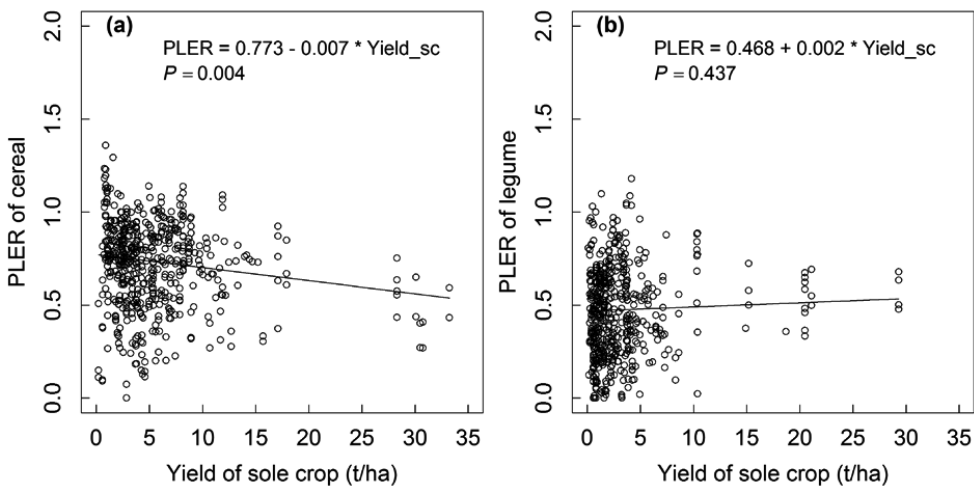 (a)
PLER = 0.773 - 0.007 * Yield_sc
P = 0.004
PLER of cereal
2.0
1.5
1.0
0.5
0.0
0 5 10 15 20 25 30 35
Yield of sole crop (t/ha)
(b)
PLER = 0.468 + 0.002 * Yield_sc
P = 0.437
PLER of legume
2.0
1.5
1.0
0.5
0.0
0 5 10 15 20 25 30 35
Yield of sole crop (t/ha)